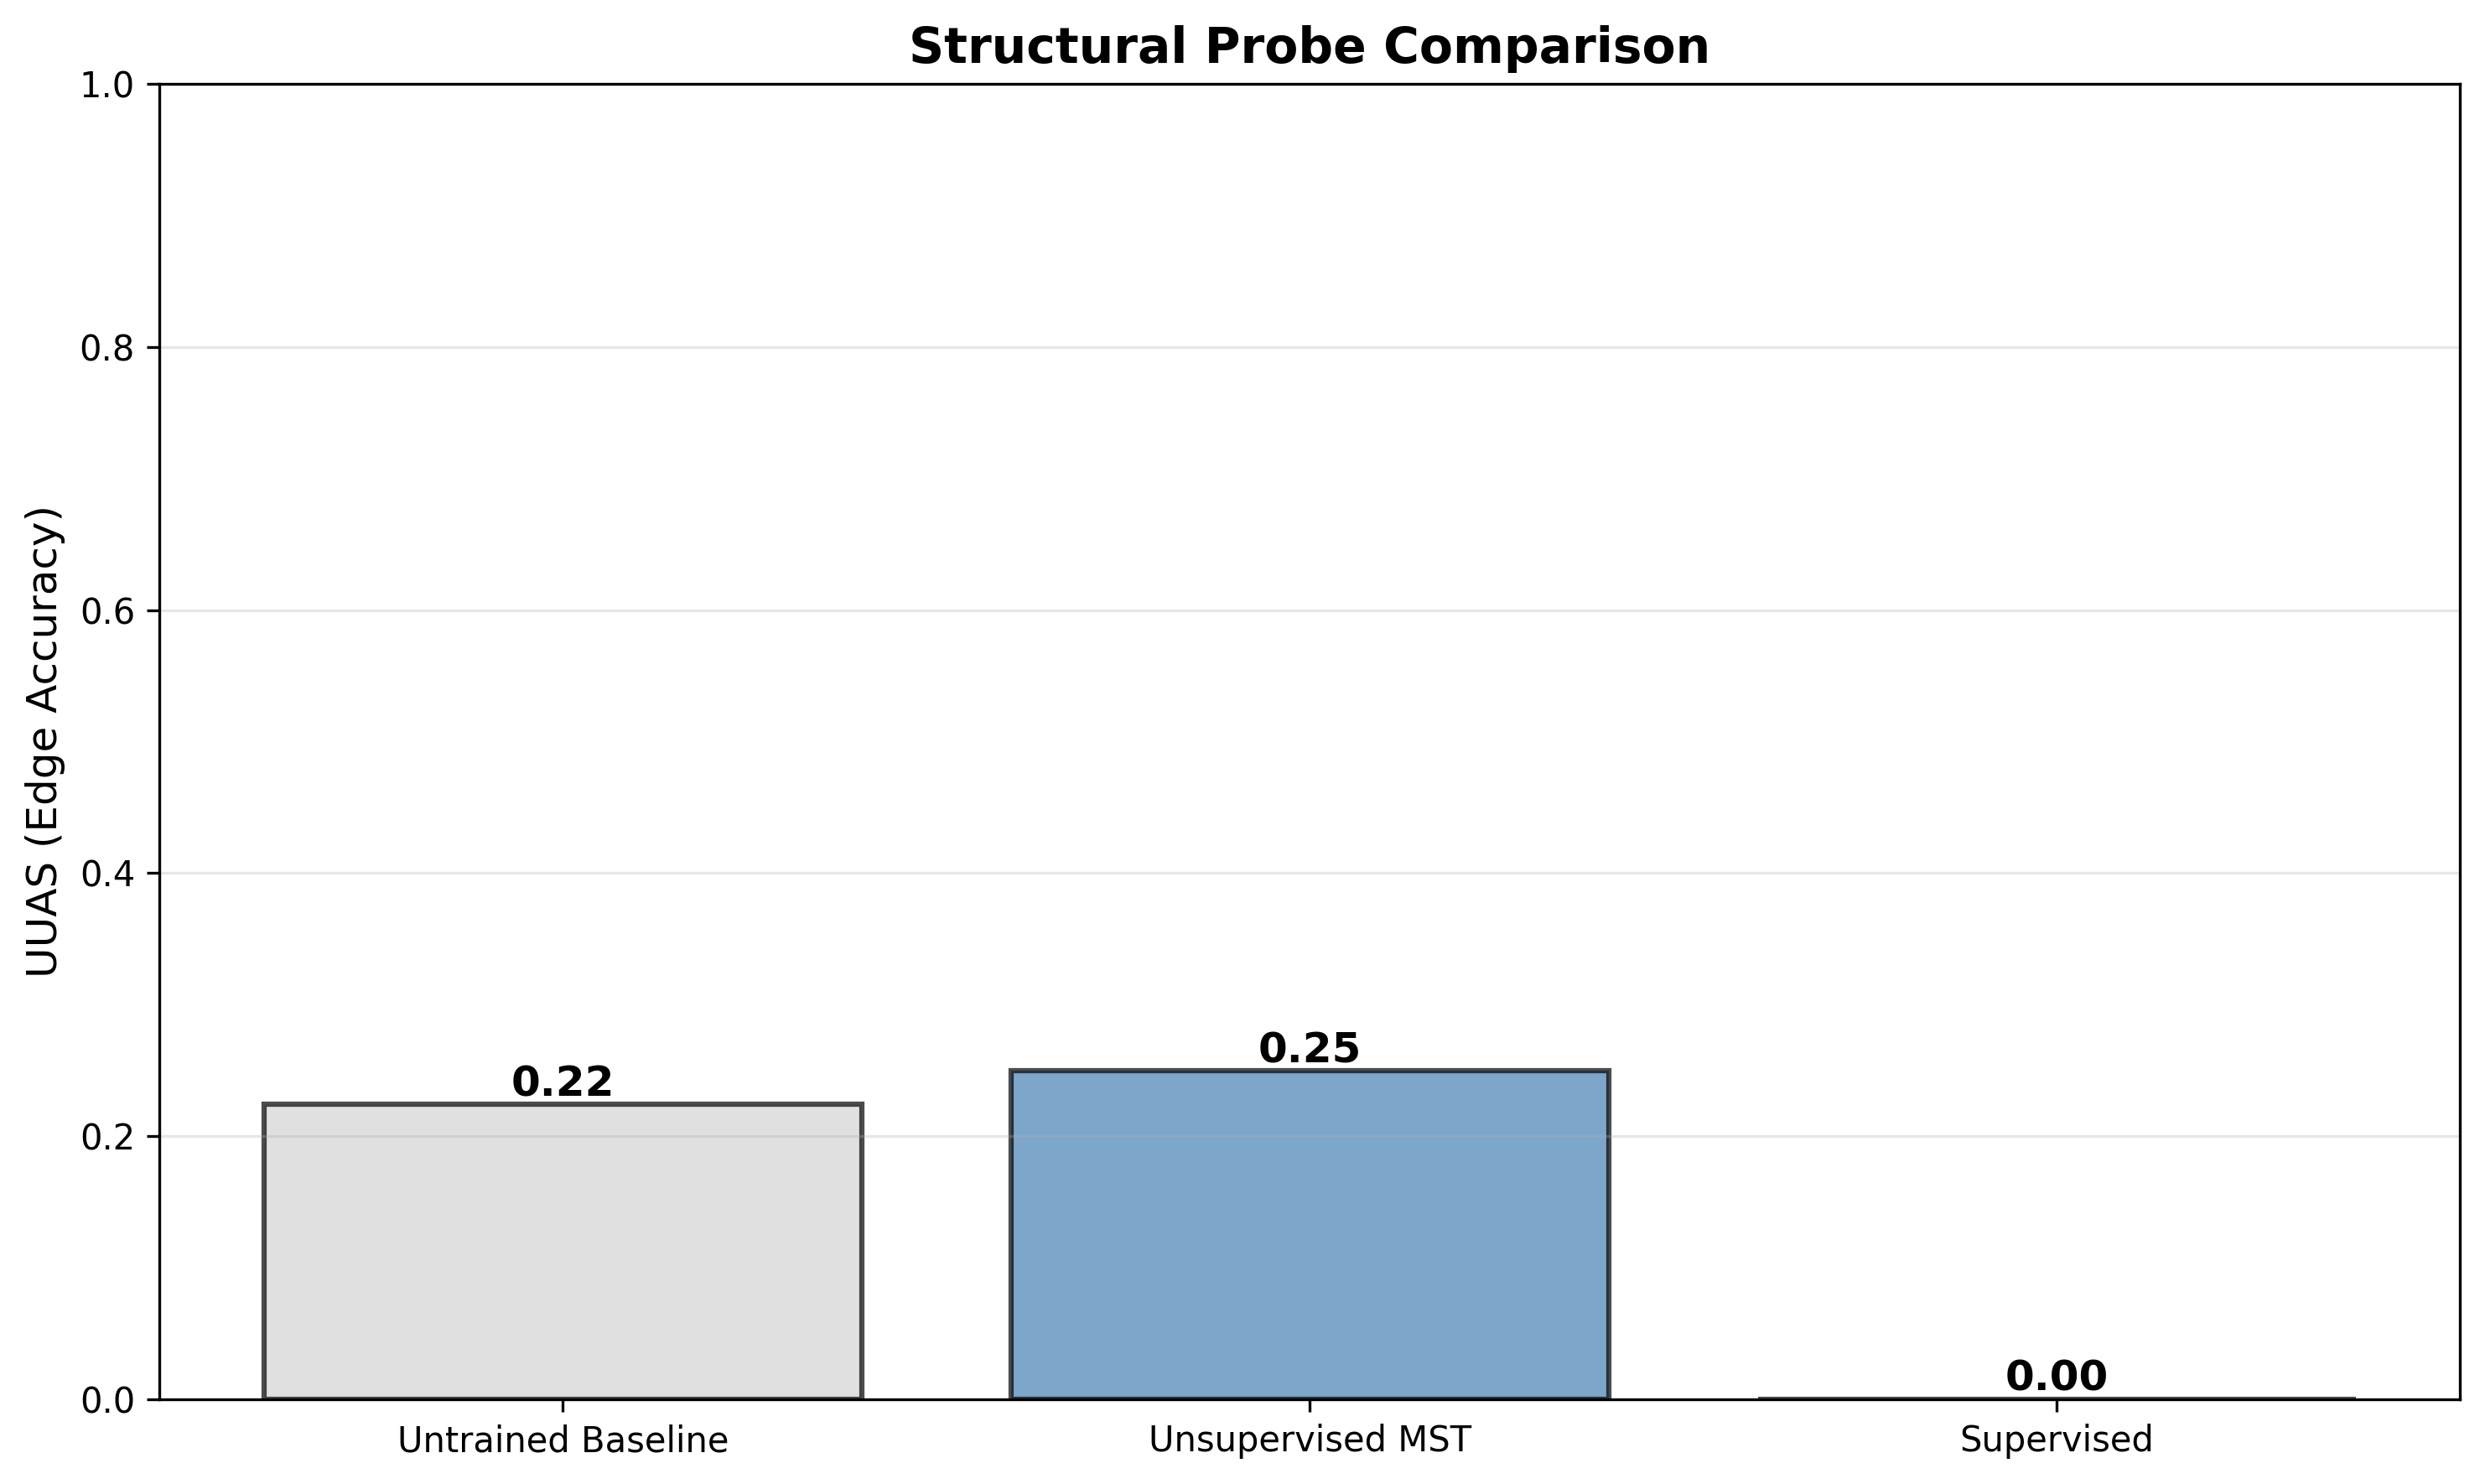 Structural Probe Comparison
UUAS (Edge Accuracy)
1.0
0.8
0.6
0.4
0.2
0.0
0.22
0.25
0.00
Untrained Baseline
Unsupervised MST
Supervised